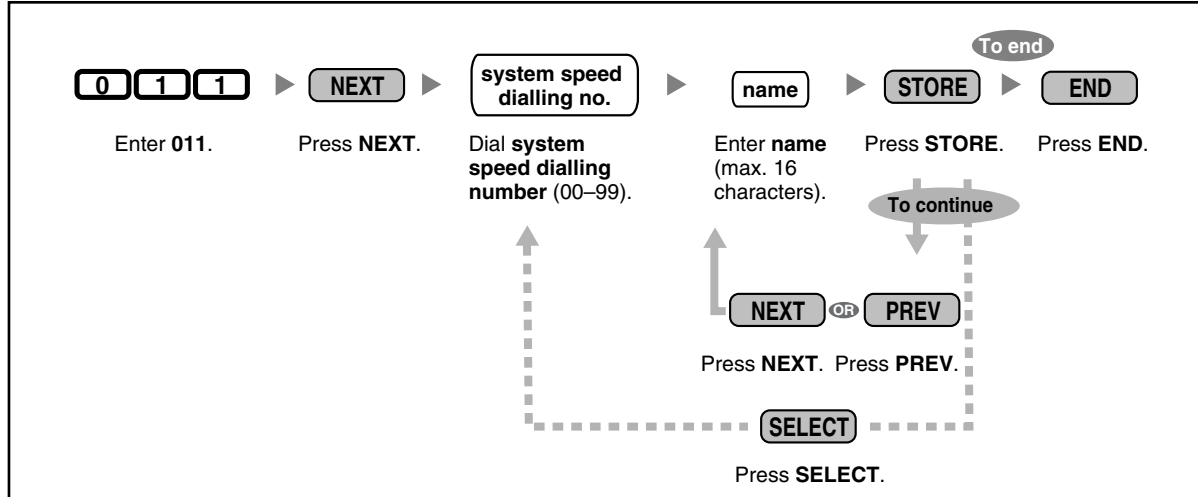 To end
0 1 1
NEXT
system speed
dialling no.
name
STORE
END
Enter 011.
Press NEXT.
Dial system
speed dialling
number (00–99).
Enter name
(max. 16
characters).
Press STORE.
Press END.
To continue
NEXT OR PREV
Press NEXT. Press PREV.
SELECT
Press SELECT.